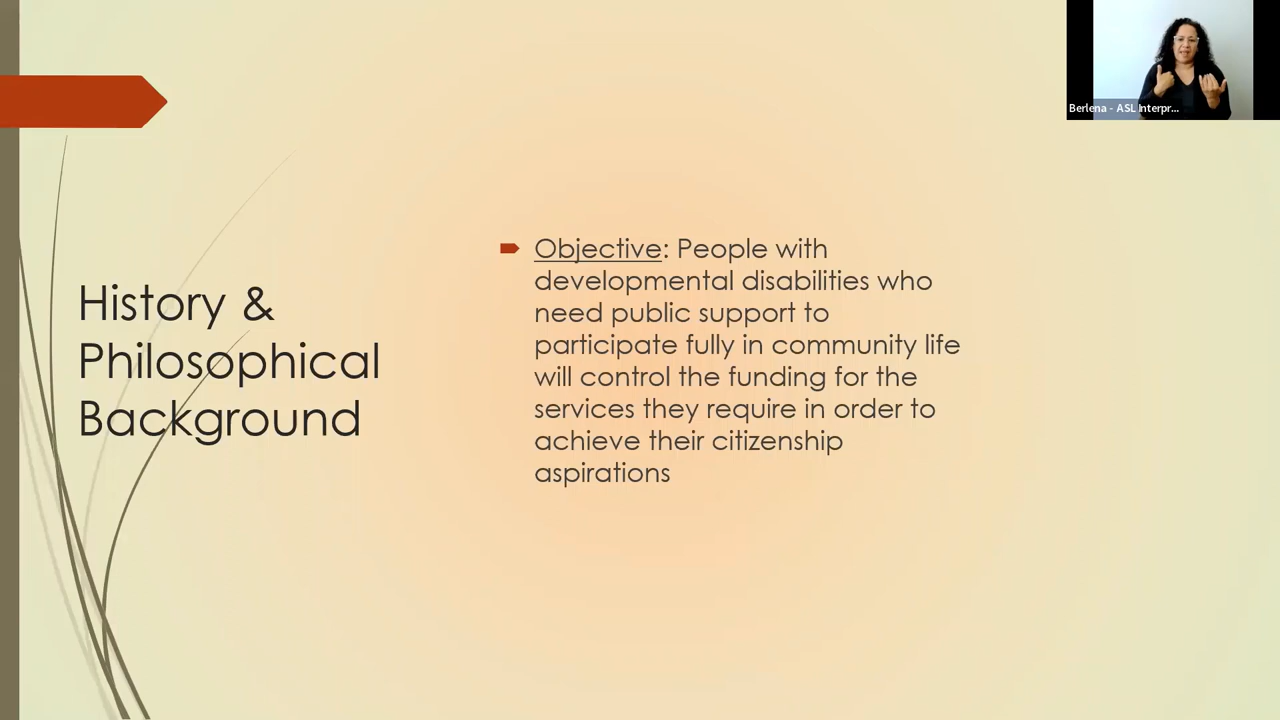 Berlena - ASL Interpr...
History &
Philosophical
Background
Objective: People with
developmental disabilities who
need public support to
participate fully in community life
will control the funding for the
services they require in order to
achieve their citizenship
aspirations